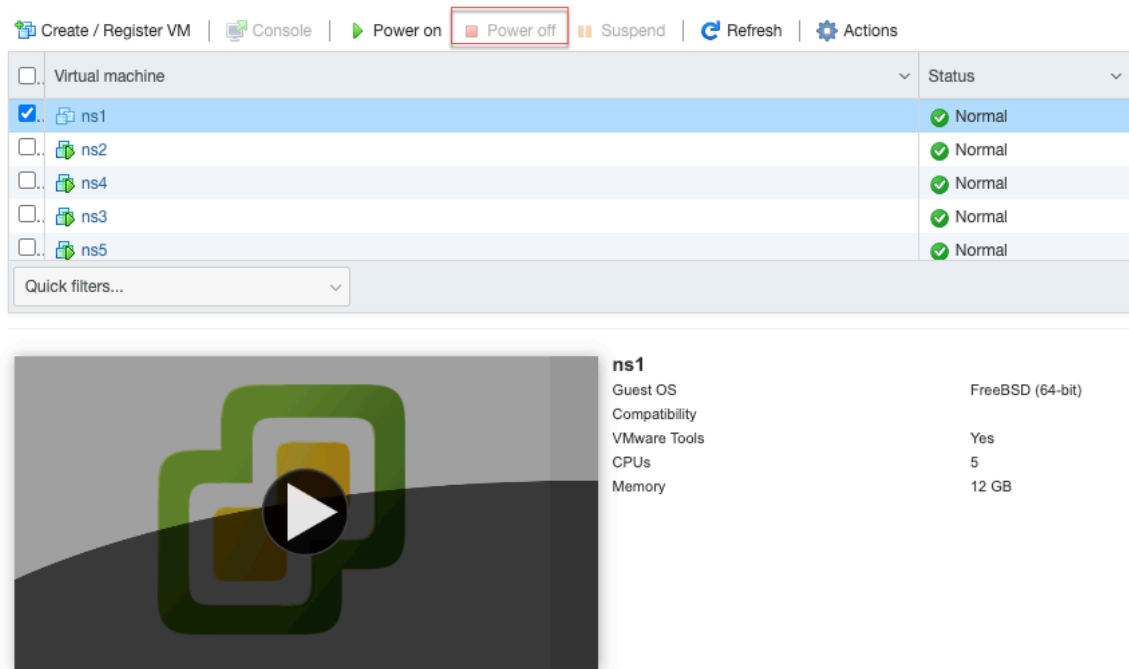 Create / Register VM Console Power on Power off Suspend Refresh Actions
Virtual machine Status
ns1 Normal
ns2 Normal
ns4 Normal
ns3 Normal
ns5 Normal
Quick filters...
ns1
Guest OS FreeBSD (64-bit)
Compatibility
VMware Tools Yes
CPUs 5
Memory 12 GB